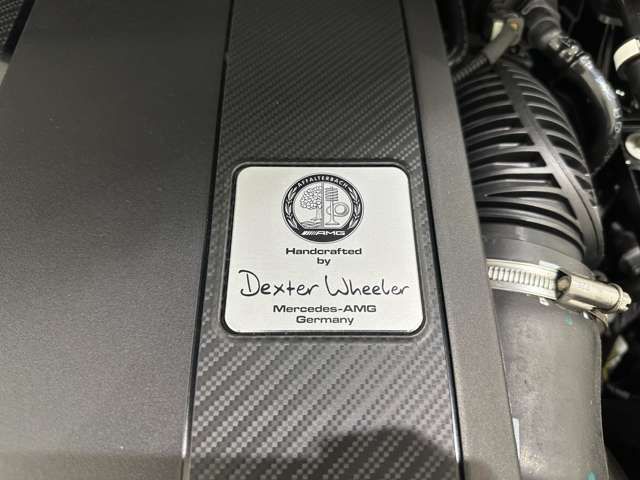 AFFALTERBACH
AMG
Handcrafted
by
Dexter Wheeler
Mercedes-AMG
Germany